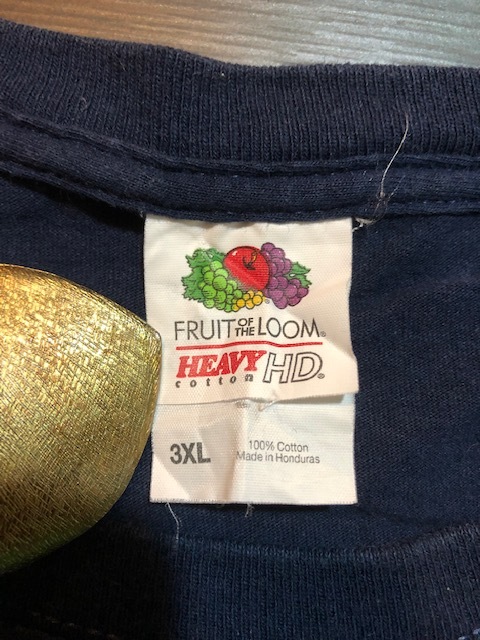 FRUIT OF THE LOOM®
HEAVY cotton HD®
3XL
100% Cotton
Made in Honduras